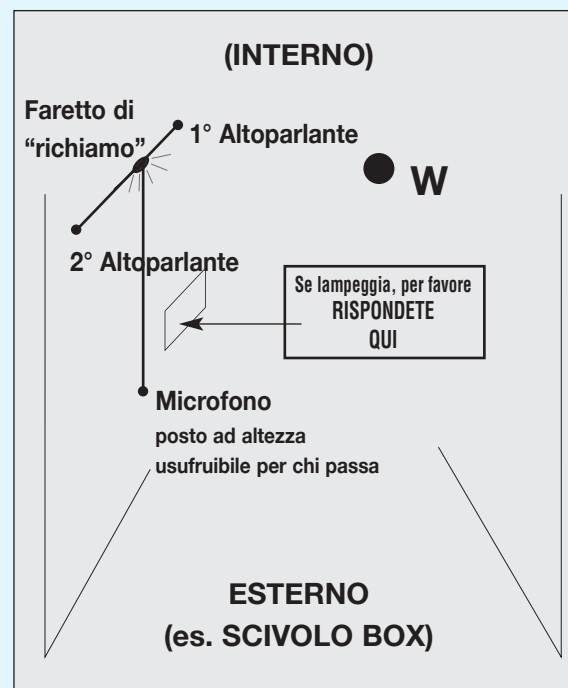 (INTERNO)
Faretto di
“richiamo”
1° Altoparlante
W
2° Altoparlante
Se lampeggia, per favore
RISPONDETE
QUI
Microfono
posto ad altezza
usufruibile per chi passa
ESTERNO
(es. SCIVOLO BOX)